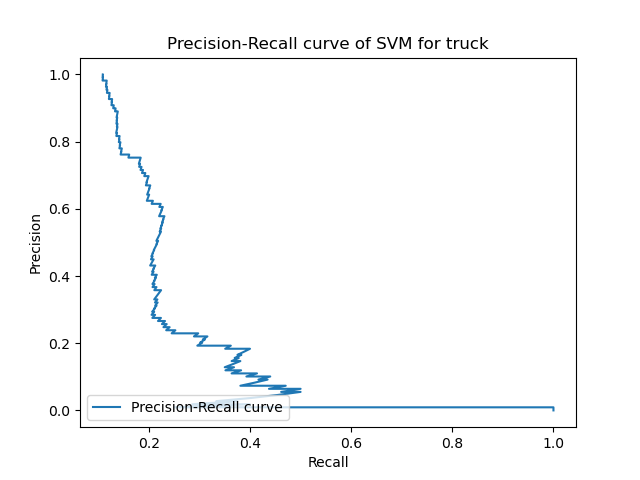 Precision-Recall curve of SVM for truck
Precision
1.0
0.8
0.6
0.4
0.2
0.0
Precision-Recall curve
0.2 0.4 0.6 0.8 1.0
Recall